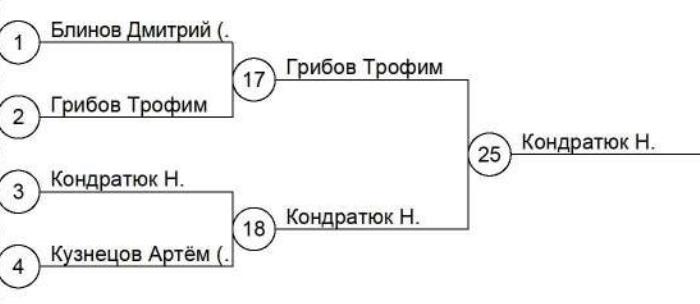 1 Блинов Дмитрий (.
17 Грибов Трофим
2 Грибов Трофим
25 Кондратюк Н.
3 Кондратюк Н.
18 Кондратюк Н.
4 Кузнецов Артём (.